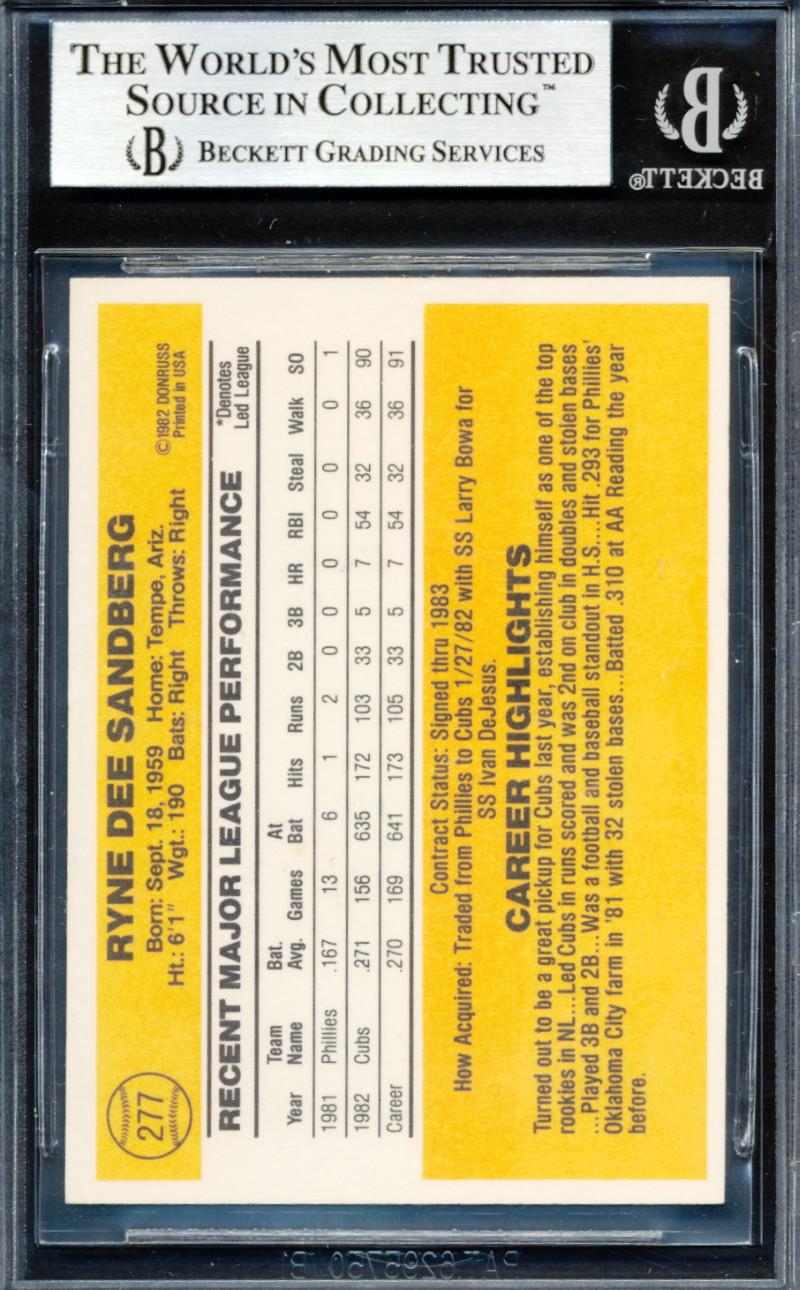 THE WORLD'S MOST TRUSTED
SOURCE IN COLLECTING™
B BECKETT GRADING SERVICES
B
BECKETT®
277
RYNE DEE SANDBERG
Born: Sept. 18, 1959 Home: Tempe, Ariz.
Ht.: 6'1" Wgt.: 190 Bats: Right Throws: Right
©1982 DONRUSS
Printed in USA
RECENT MAJOR LEAGUE PERFORMANCE
*Denotes
Led League
Year Team Name Bat. Avg. Games At Bat Hits Runs 2B 3B HR RBI Steal Walk SO
1981 Phillies .167 13 6 1 2 0 0 0 0 0 0 1
1982 Cubs .271 156 635 172 103 33 5 7 54 32 36 90
Career .270 169 641 173 105 33 5 7 54 32 36 91
Contract Status: Signed thru 1983
How Acquired: Traded from Phillies to Cubs 1/27/82 with SS Larry Bowa for
SS Ivan DeJesus.
CAREER HIGHLIGHTS
Turned out to be a great pickup for Cubs last year, establishing himself as one of the top
rookies in NL...Led Cubs in runs scored and was 2nd on club in doubles and stolen bases
...Played 3B and 2B...Was a football and baseball standout in H.S....Hit .293 for Phillies'
Oklahoma City farm in '81 with 32 stolen bases...Batted .310 at AA Reading the year
before.